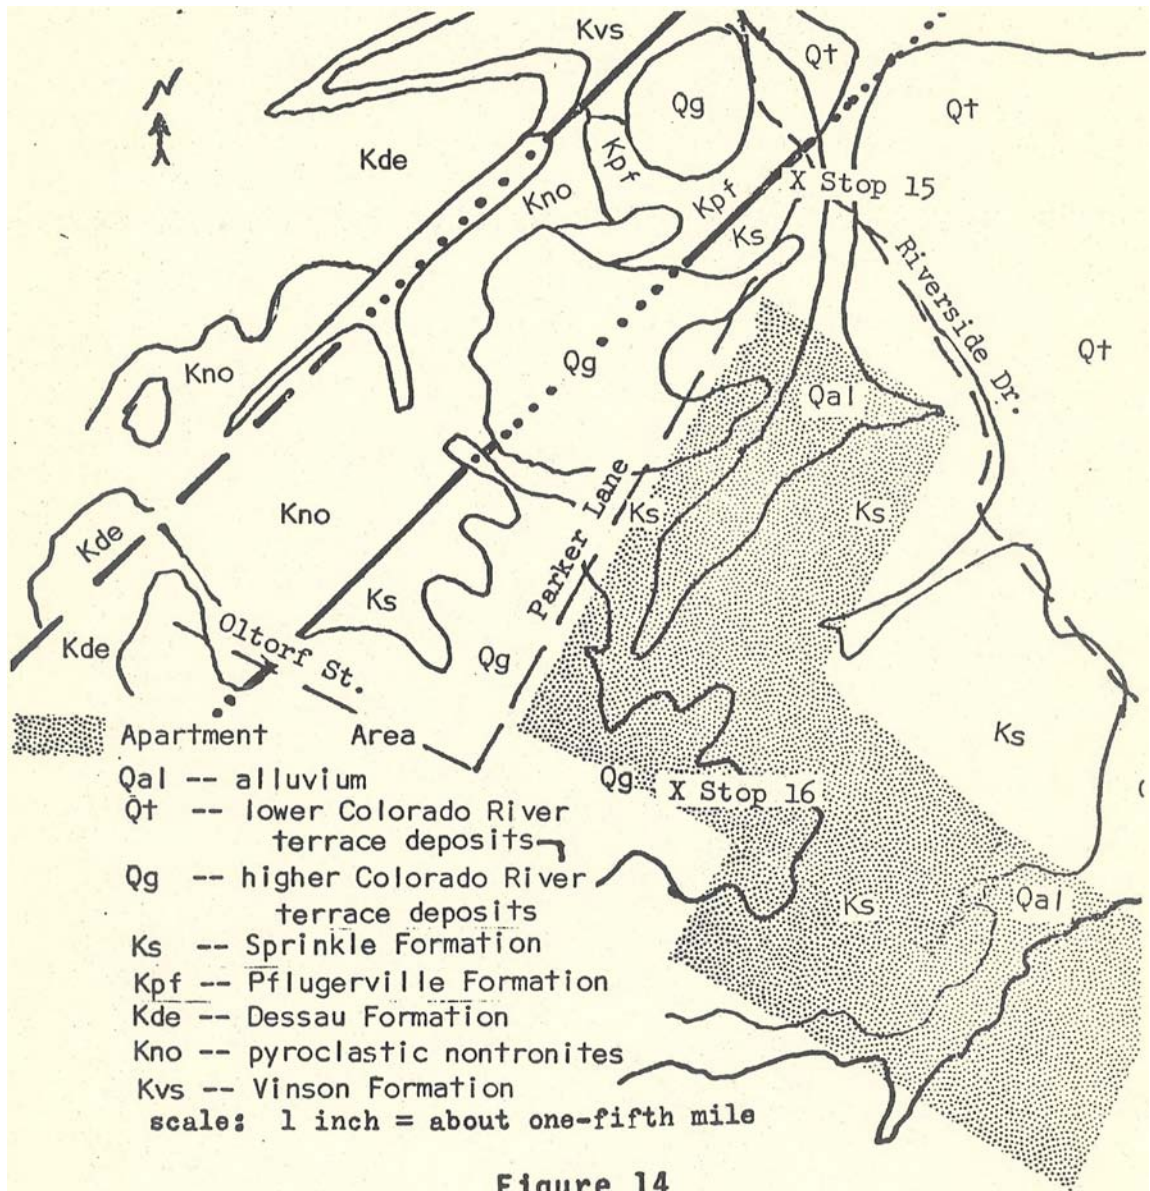 Kvs
Qt
Qg
Qt
Kde
Kpf
X Stop 15
Kno
Kpf
Ks
Riverside Dr.
Qt
Qg
Kno
Qal
Kno
Ks
Ks
Kde
Parker Lane
Ks
Oltorf St.
Kde
Qg
Apartment Area
Ks
Qal -- alluvium
Qg
X Stop 16
Qt -- lower Colorado River
terrace deposits
Qg -- higher Colorado River
terrace deposits
Ks
Qal
Ks -- Sprinkle Formation
Kpf -- Pflugerville Formation
Kde -- Dessau Formation
Kno -- pyroclastic nontronites
Kvs -- Vinson Formation
scale: 1 inch = about one-fifth mile
Figure 14